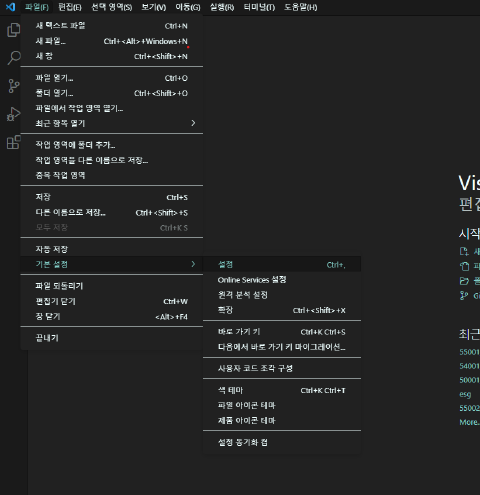 파일(F) 편집(E) 선택 영역(S) 보기(V) 이동(G) 실행(R) 터미널(T) 도움말(H)
새 텍스트 파일 Ctrl+N
새 파일... Ctrl+<Alt>+Windows+N
새 창 Ctrl+<Shift>+N
파일 열기... Ctrl+O
폴더 열기... Ctrl+<Shift>+O
파일에서 작업 영역 열기...
최근 항목 열기
작업 영역에 폴더 추가...
작업 영역을 다른 이름으로 저장...
중복 작업 영역
저장 Ctrl+S
다른 이름으로 저장... Ctrl+<Shift>+S
모두 저장 Ctrl+K S
자동 저장
기본 설정
파일 되돌리기
편집기 닫기 Ctrl+W
창 닫기 <Alt>+F4
끝내기
설정 Ctrl+,
Online Services 설정
원격 분석 설정
확장 Ctrl+<Shift>+X
바로 가기 키 Ctrl+K Ctrl+S
다음에서 바로 가기 키 마이그레이션...
사용자 코드 조각 구성
색 테마 Ctrl+K Ctrl+T
파일 아이콘 테마
제품 아이콘 테마
설정 동기화 켬
Vis
편집
시작
새
파
폴
Gi
최근
55001
54001
50001
esg
55002
More..